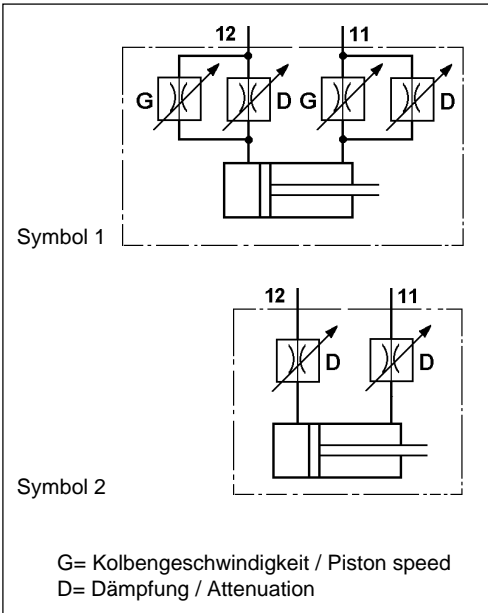 12 11
G D G D
Symbol 1
12 11
D D
Symbol 2
G= Kolbengeschwindigkeit / Piston speed
D= Dämpfung / Attenuation